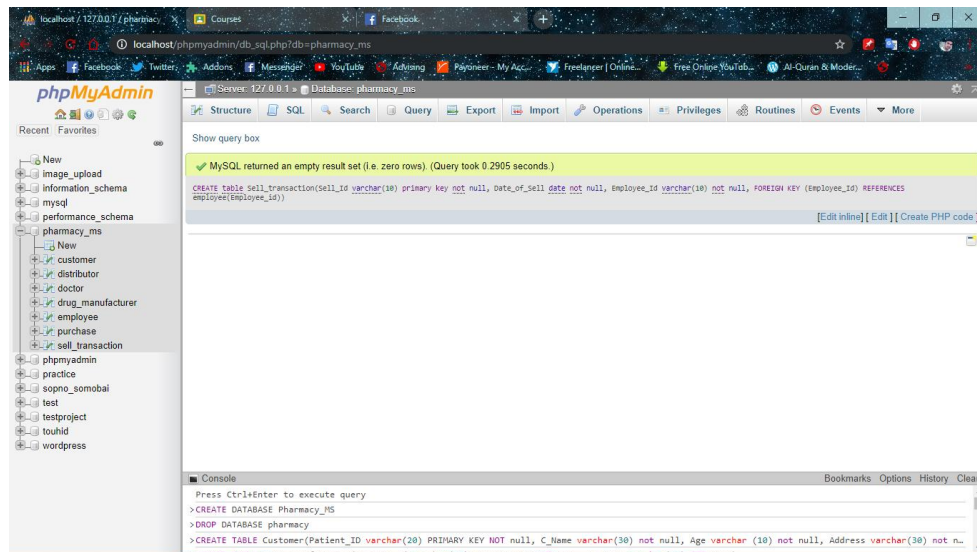 localhost / 127.0.0.1 / pharmacy
Courses
Facebook
localhost/phpmyadmin/db_sql.php?db=pharmacy_ms
Apps Facebook Twitter Addons Messenger YouTube Advising Payoneer - My Acc... Freelancer | Online... Free Online YouTub... Al-Quran & Moder...
phpMyAdmin
Recent Favorites
New
image_upload
information_schema
mysql
performance_schema
pharmacy_ms
New
customer
distributor
doctor
drug_manufacturer
employee
purchase
sell_transaction
phpmyadmin
practice
sopno_somobai
test
testproject
touhid
wordpress
Server: 127.0.0.1 » Database: pharmacy_ms
Structure SQL Search Query Export Import Operations Privileges Routines Events More
Show query box
MySQL returned an empty result set (i.e. zero rows). (Query took 0.2905 seconds.)
CREATE table Sell_transaction(Sell_Id varchar(10) primary key not null, Date_of_Sell date not null, Employee_Id varchar(10) not null, FOREIGN KEY (Employee_Id) REFERENCES
employee(Employee_id))
[Edit inline] [ Edit ] [ Create PHP code ]
Console
Bookmarks Options History Clear
Press Ctrl+Enter to execute query
>CREATE DATABASE Pharmacy_MS
>DROP DATABASE pharmacy
>CREATE TABLE Customer(Patient_ID varchar(20) PRIMARY KEY NOT null, C_Name varchar(30) not null, Age varchar (10) not null, Address varchar(30) not n…